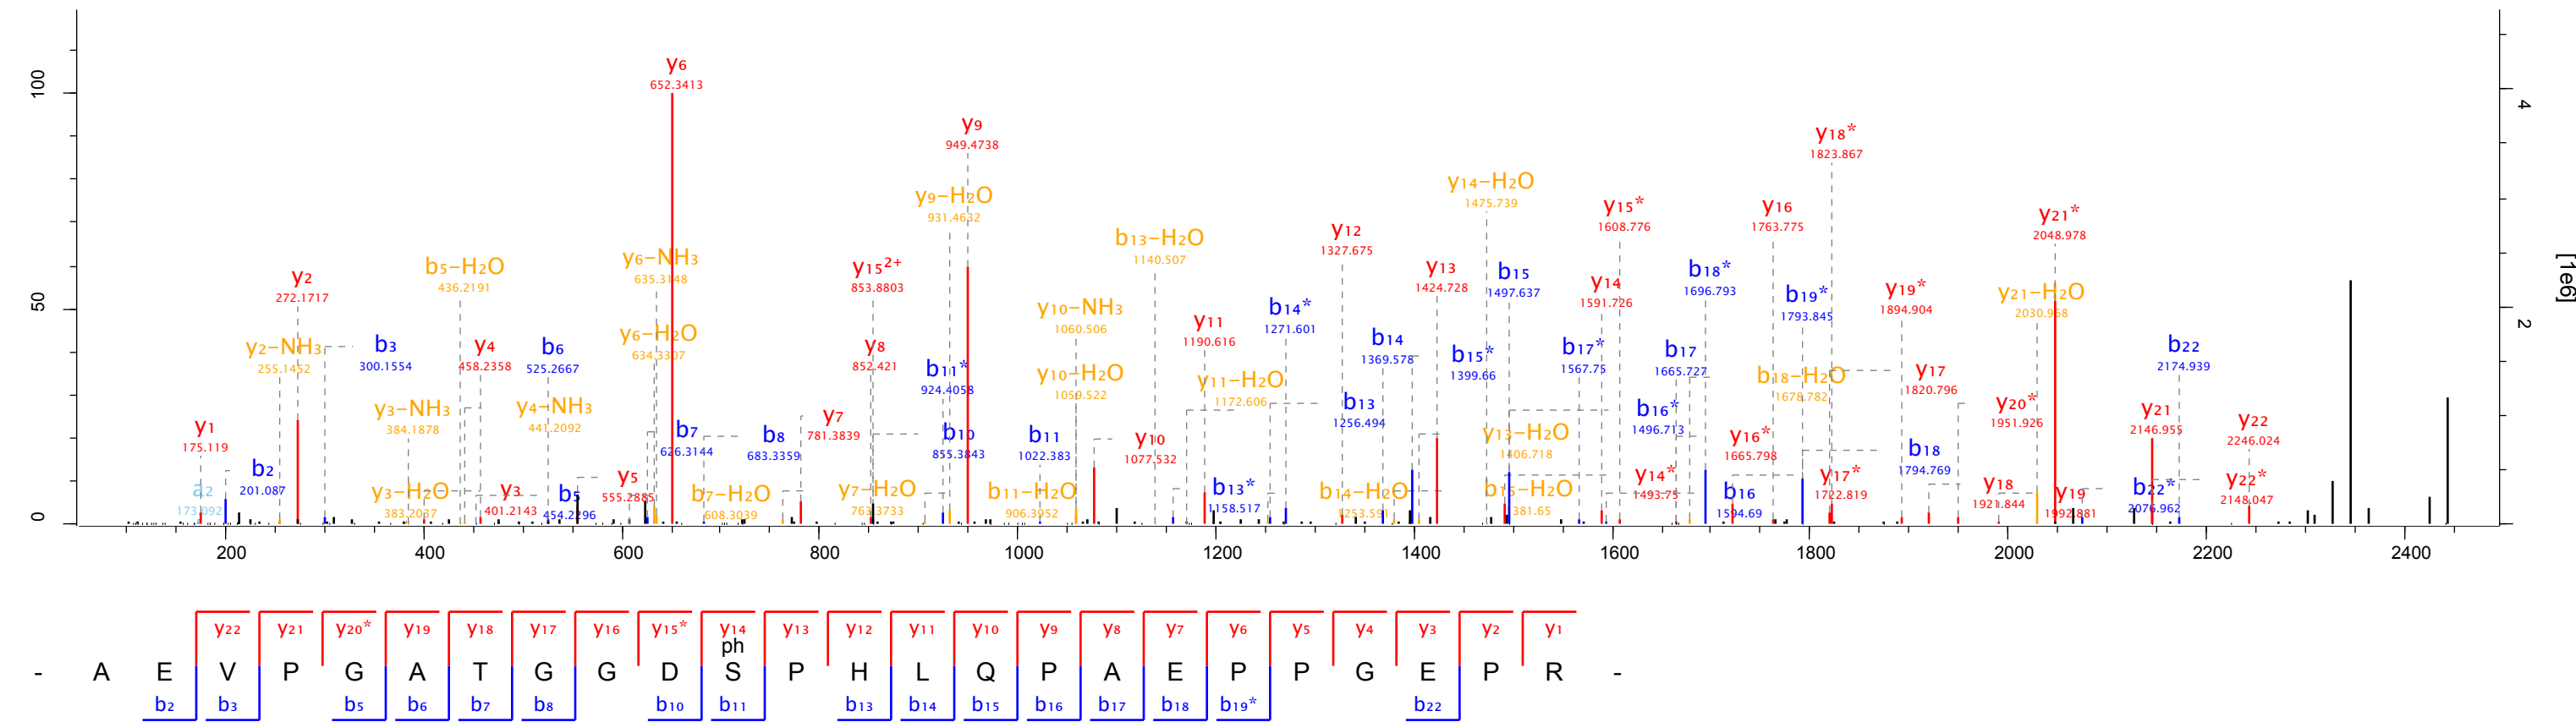 y6
652.3413
100
4
y9
949.4738
y18*
1823.867
y14–H2O
1475.739
y9–H2O
931.4632
y15*
1608.776
y16
1763.775
y21*
2048.978
y12
1327.675
b13–H2O
1140.507
y6–NH3
635.3148
b5–H2O
436.2191
y15²⁺
853.8803
y13
1424.728
b15
1497.637
b18*
1696.793
y2
272.1717
y14
1591.726
b19*
1793.845
y19*
1894.904
y21–H2O
2030.968
[1e6]
50
2
y10–NH3
1060.506
b14*
1271.601
y11
1190.616
y6–H2O
634.3307
b14
1369.578
y2–NH3
255.1452
b3
300.1554
y4
458.2358
b6
525.2667
y8
852.421
b11*
924.4058
b15*
1399.66
b17*
1567.75
b17
1665.727
b22
2174.939
y10–H2O
1059.522
y11–H2O
1172.606
b18–H2O
1678.782
y17
1820.796
y3–NH3
384.1878
y4–NH3
441.2092
b13
1256.494
b16*
1496.713
y20*
1951.926
y21
2146.955
y22
2246.024
y1
175.119
b7
626.3144
b8
683.3359
y7
781.3839
b10
855.3843
b11
1022.383
y10
1077.532
y13–H2O
1406.718
y16*
1665.798
b18
1794.769
b2
201.087
a2
173.092
y3–H2O
383.2037
y3
401.2143
b5
454.2296
y5
555.2885
b7–H2O
608.3039
y7–H2O
763.3733
b11–H2O
906.3952
b13*
1158.517
b14–H2O
1253.591
b15–H2O
1381.65
y14*
1493.75
b16
1594.69
y17*
1722.819
y18
1921.844
y19
1992.881
b22*
2076.962
y22*
2148.047
0
200 400 600 800 1000 1200 1400 1600 1800 2000 2200 2400
y22 y21 y20* y19 y18 y17 y16 y15* y14 y13 y12 y11 y10 y9 y8 y7 y6 y5 y4 y3 y2 y1
ph
- A E V P G A T G G D S P H L Q P A E P P G E P R -
b2 b3 b5 b6 b7 b8 b10 b11 b13 b14 b15 b16 b17 b18 b19* b22